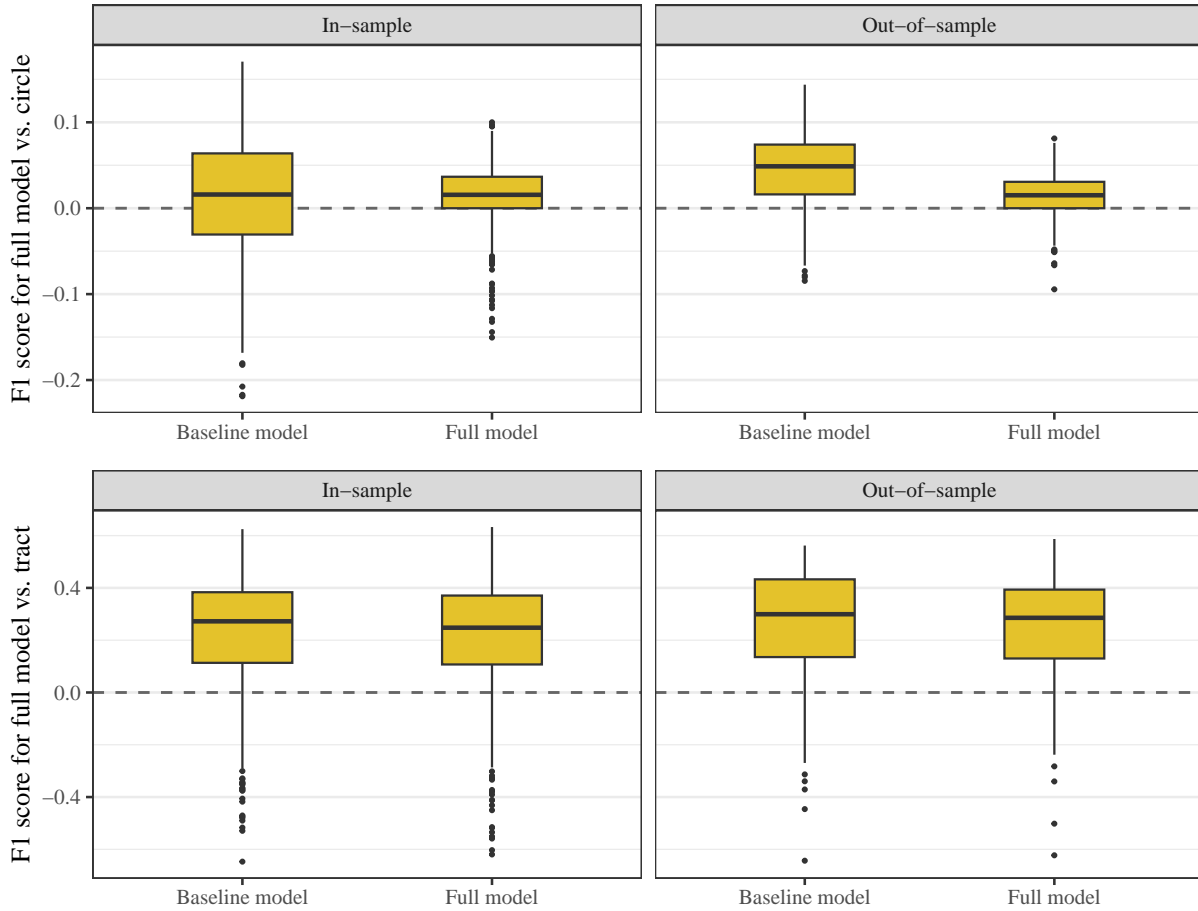 In−sample
Out−of−sample
F1 score for full model vs. circle
0.1
0.0
−0.1
−0.2
Baseline model
Full model
Baseline model
Full model
In−sample
Out−of−sample
F1 score for full model vs. tract
0.4
0.0
−0.4
Baseline model
Full model
Baseline model
Full model